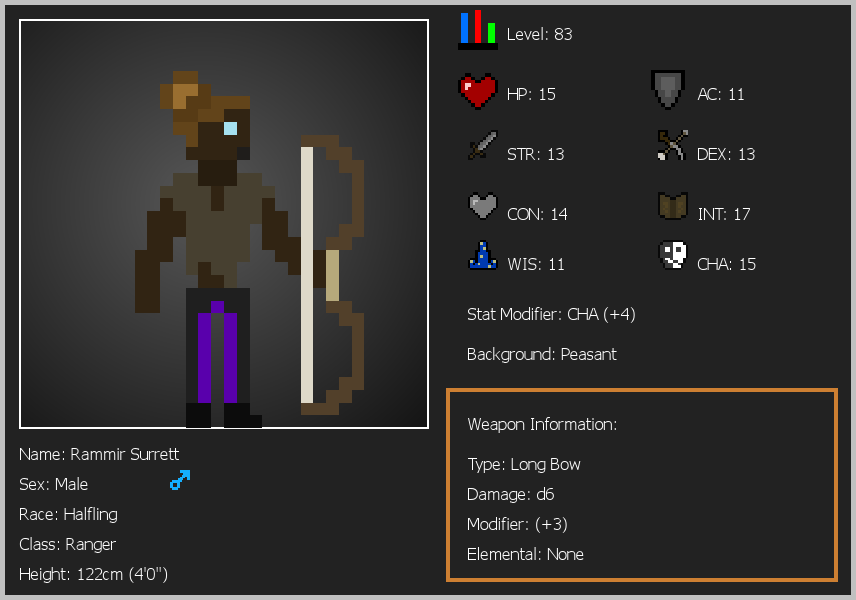 Level: 83
HP: 15
AC: 11
STR: 13
DEX: 13
CON: 14
INT: 17
WIS: 11
CHA: 15
Stat Modifier: CHA (+4)
Background: Peasant
Weapon Information:
Type: Long Bow
Damage: d6
Modifier: (+3)
Elemental: None
Name: Rammir Surrett
Sex: Male
Race: Halfling
Class: Ranger
Height: 122cm (4'0")